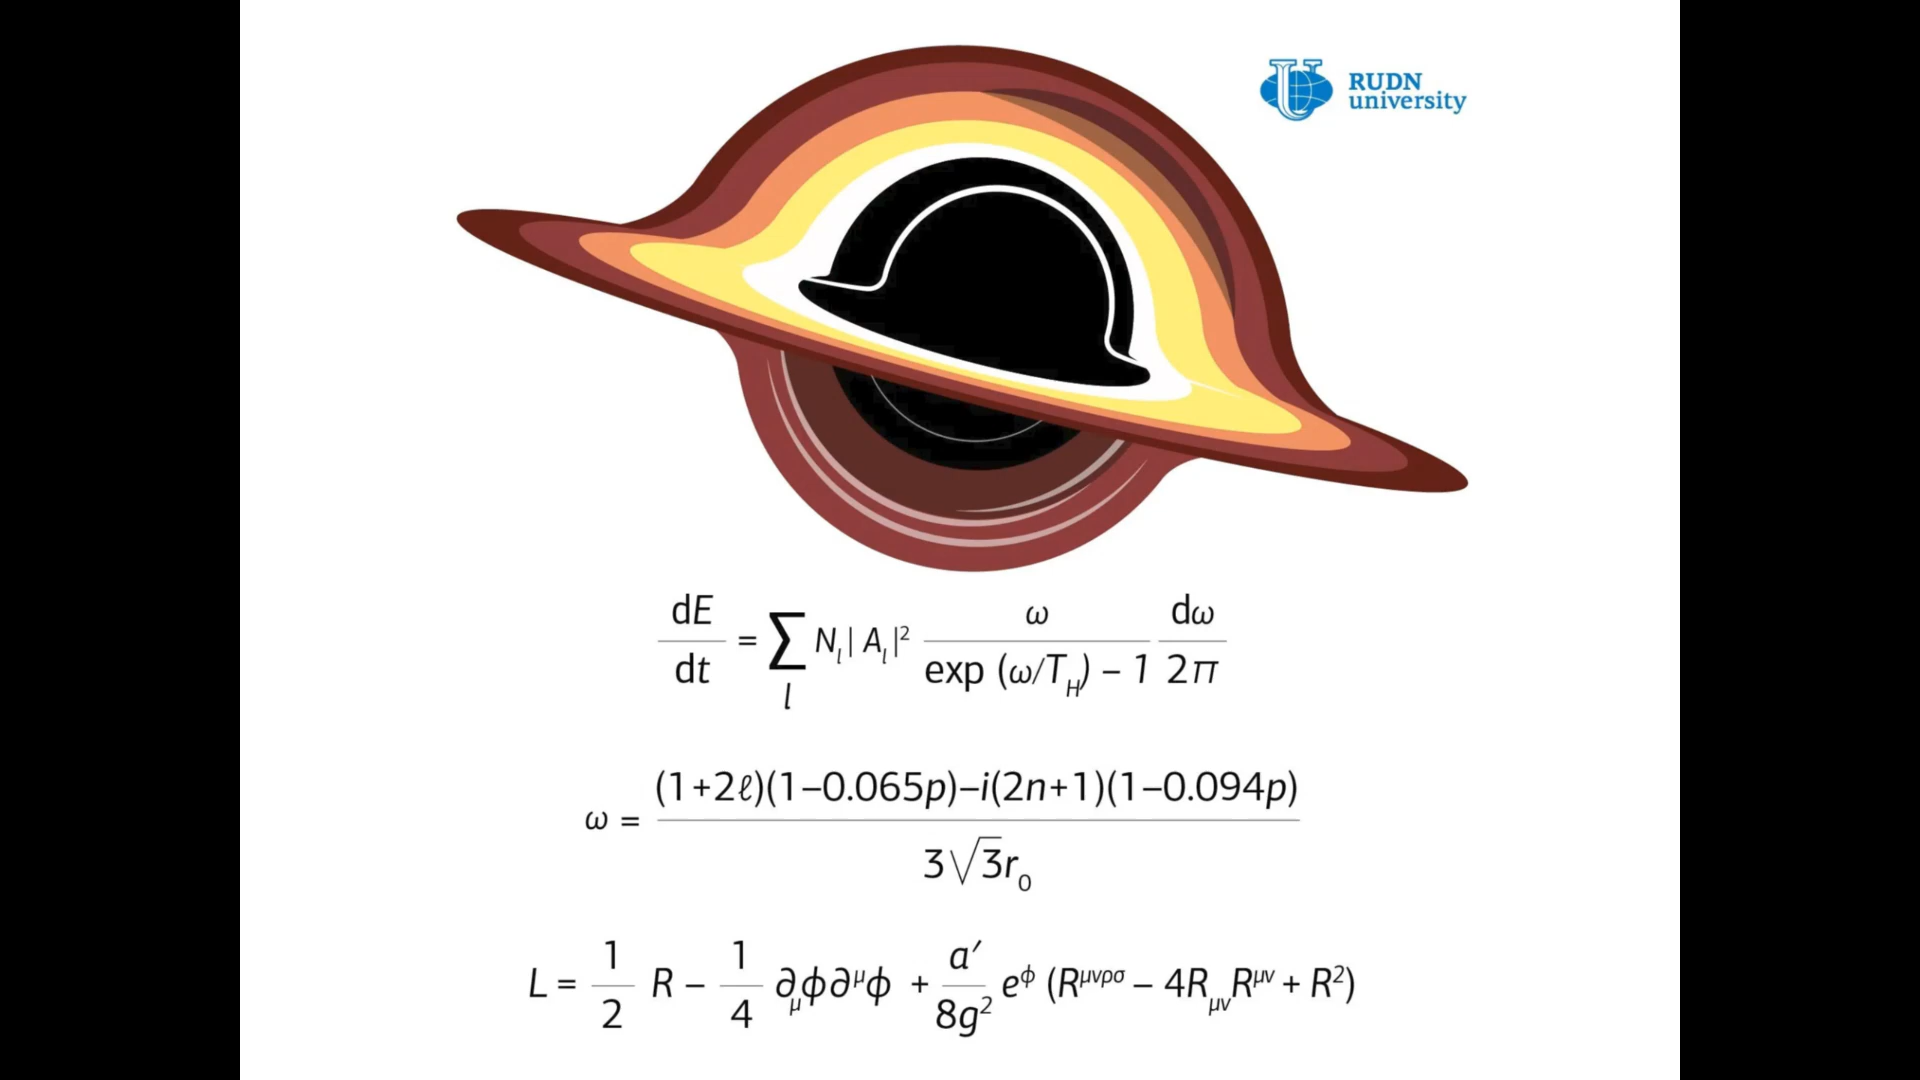 RUDN
university
dE/dt = ∑_l N_l | A_l |² ω/(exp (ω/T_H) – 1) dω/2π
ω = ((1+2ℓ)(1–0.065p)–i(2n+1)(1–0.094p))/(3√3r_0)
L = 1/2 R – 1/4 ∂_μϕ∂^μϕ + a′/8g² e^ϕ (R^μνρσ – 4R_μνR^μν + R²)